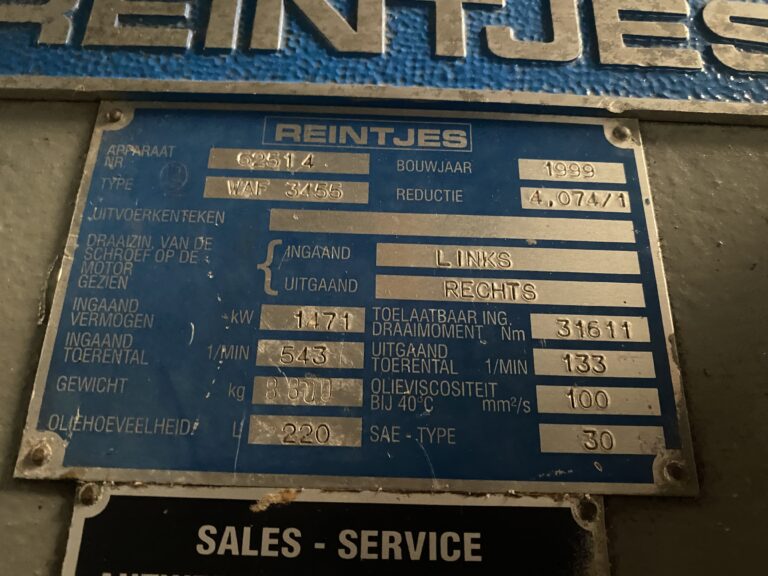 REINTJES
REINTJES
APPARAAT NR. 62514 BOUWJAAR 1999
TYPE WAF 3455 REDUCTIE 4,074/1
UITVOERKENTEKEN
DRAAIZIN. VAN DE
SCHROEF OP DE
MOTOR
GEZIEN
INGAAND LINKS
UITGAAND RECHTS
INGAAND VERMOGEN kW 1471 TOELAATBAAR ING. DRAAIMOMENT Nm 31611
INGAAND TOERENTAL 1/MIN 543 UITGAAND TOERENTAL 1/MIN 133
GEWICHT kg OLIEVISCOSITEIT BIJ 40°C mm²/s 100
OLIEHOEVEELHEID L 220 SAE - TYPE 30
SALES - SERVICE